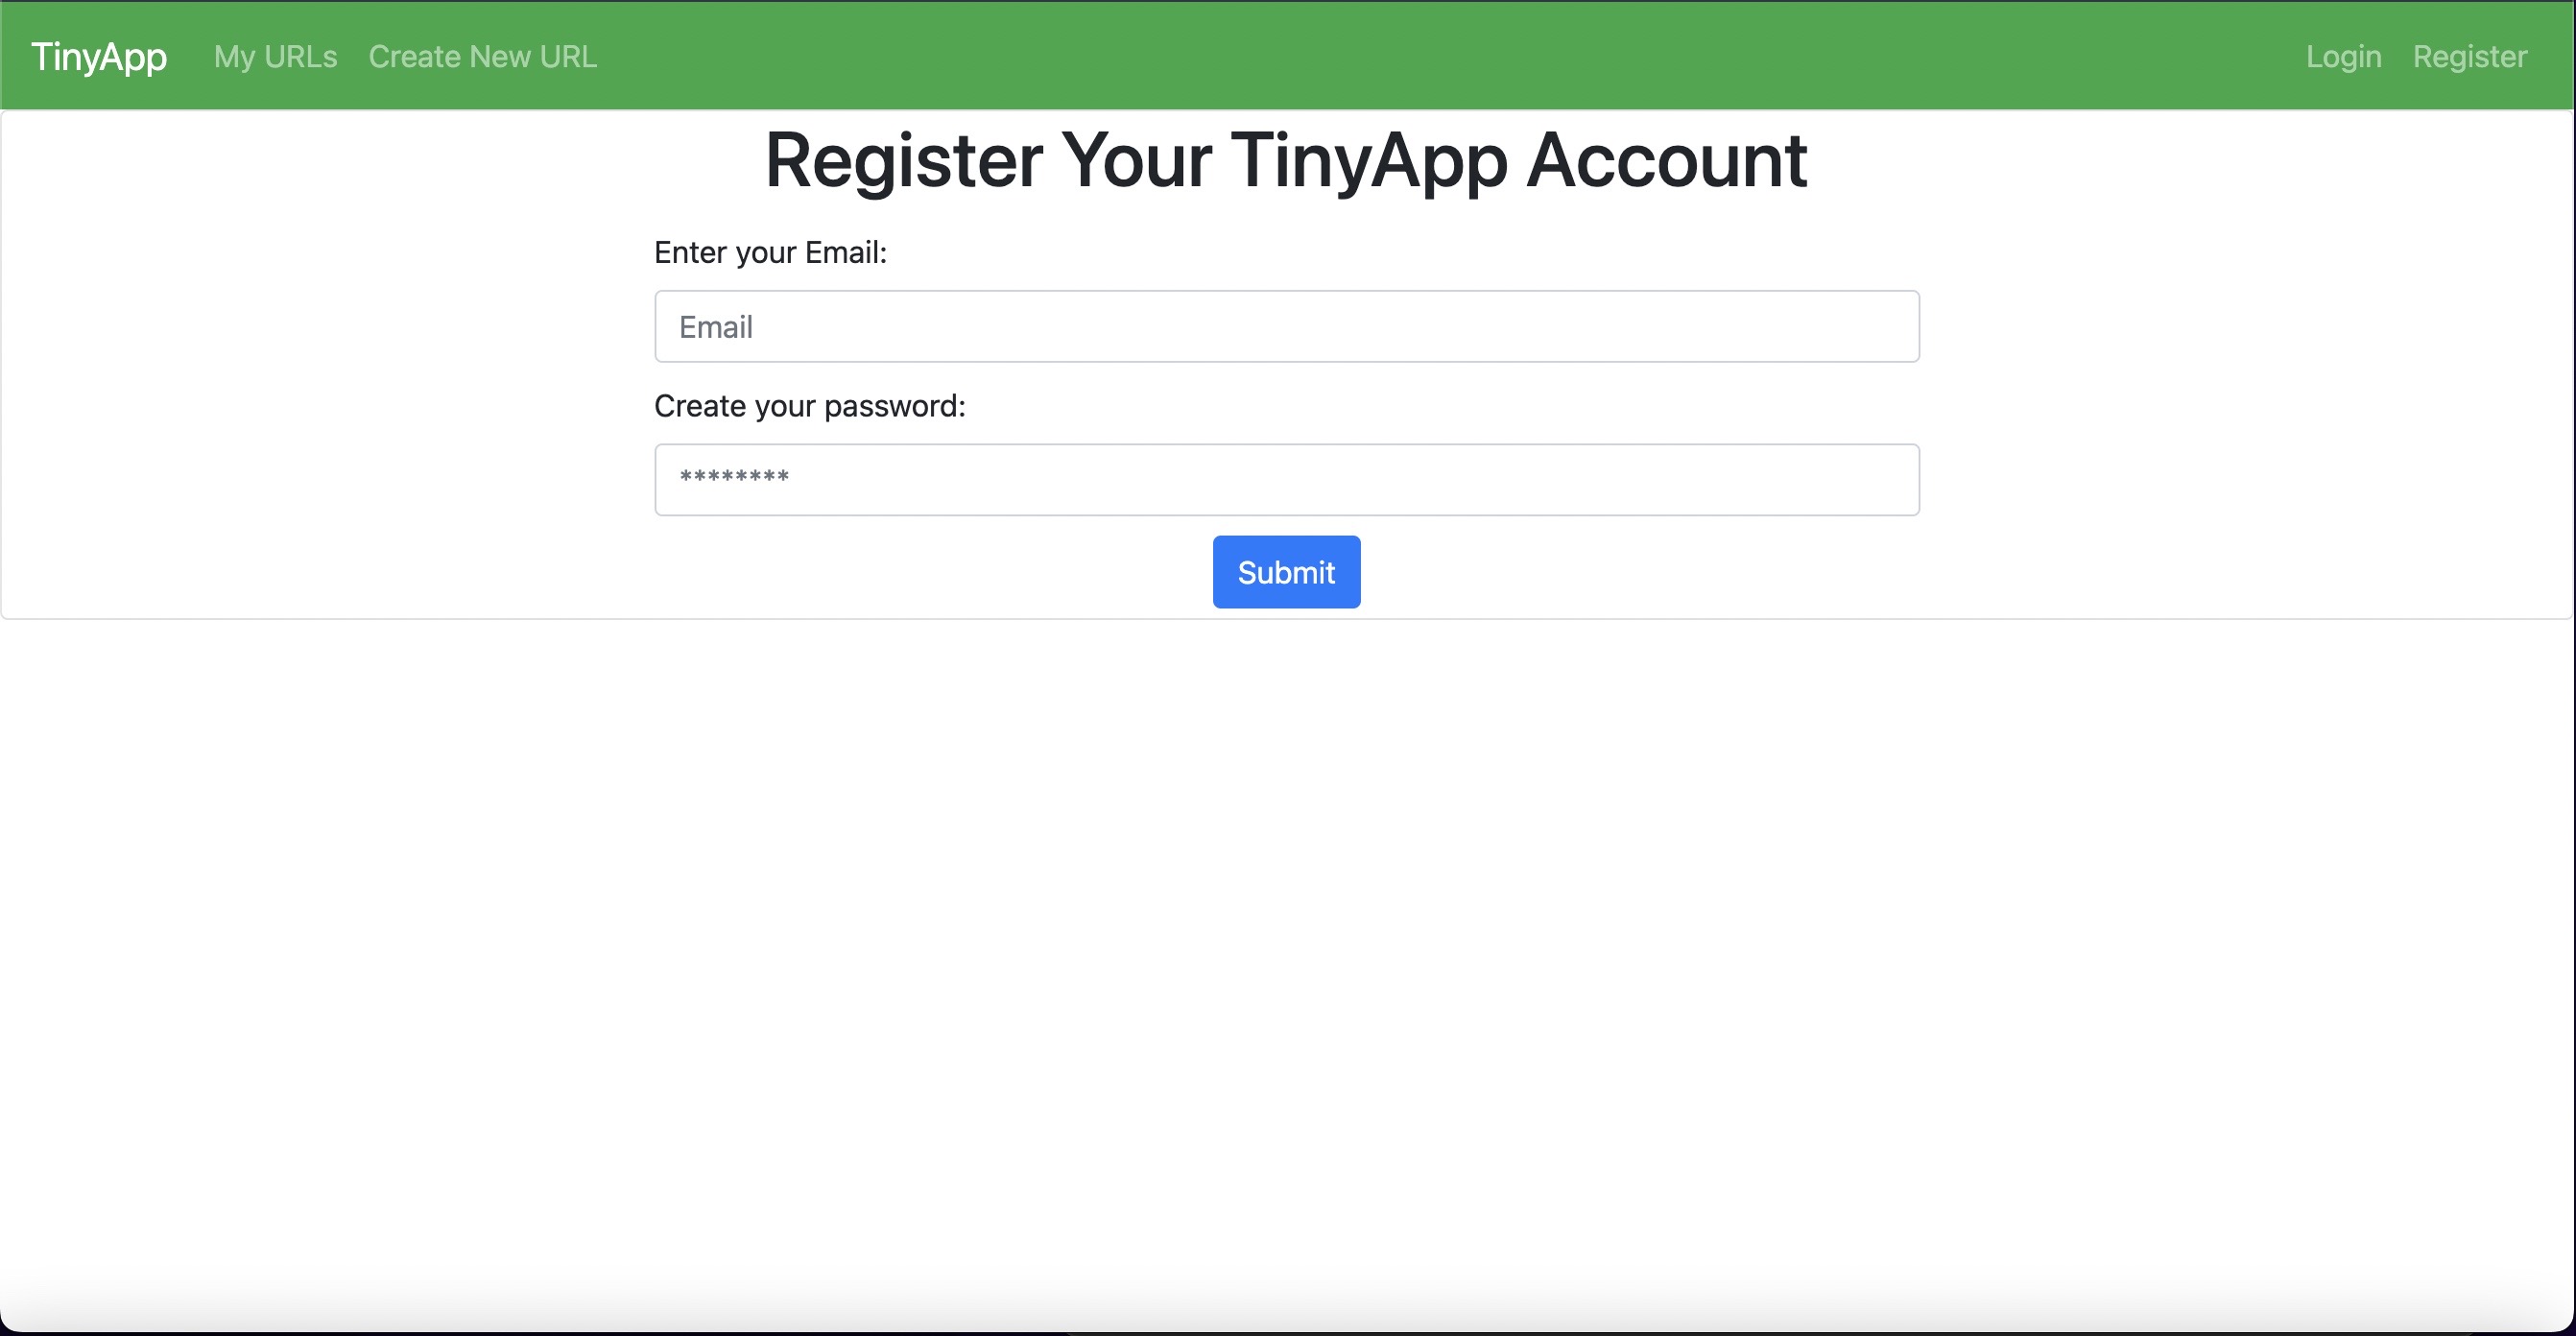 TinyApp My URLs Create New URL Login Register
Register Your TinyApp Account
Enter your Email:
Email
Create your password:
********
Submit